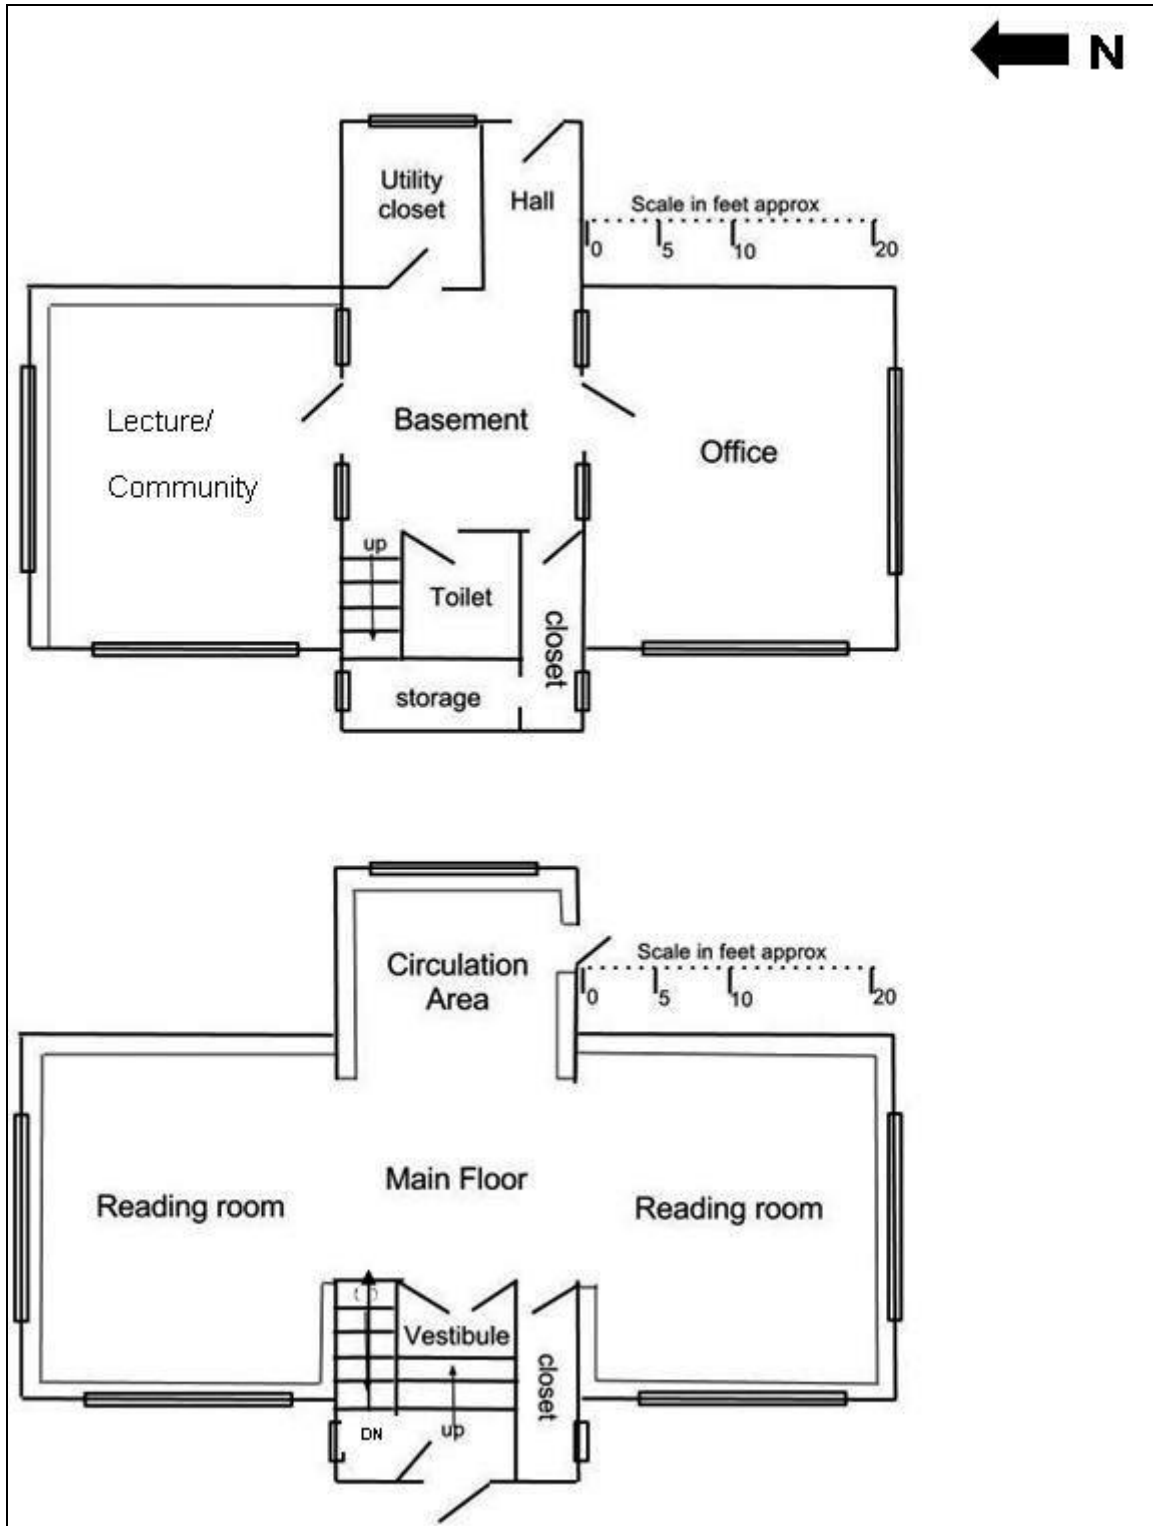 N
Utility
closet
Hall
Scale in feet approx
0 5 10 20
Lecture/
Community
Basement
Office
up
Toilet
closet
storage
Circulation
Area
Scale in feet approx
0 5 10 20
Main Floor
Reading room
Reading room
Vestibule
closet
DN
up